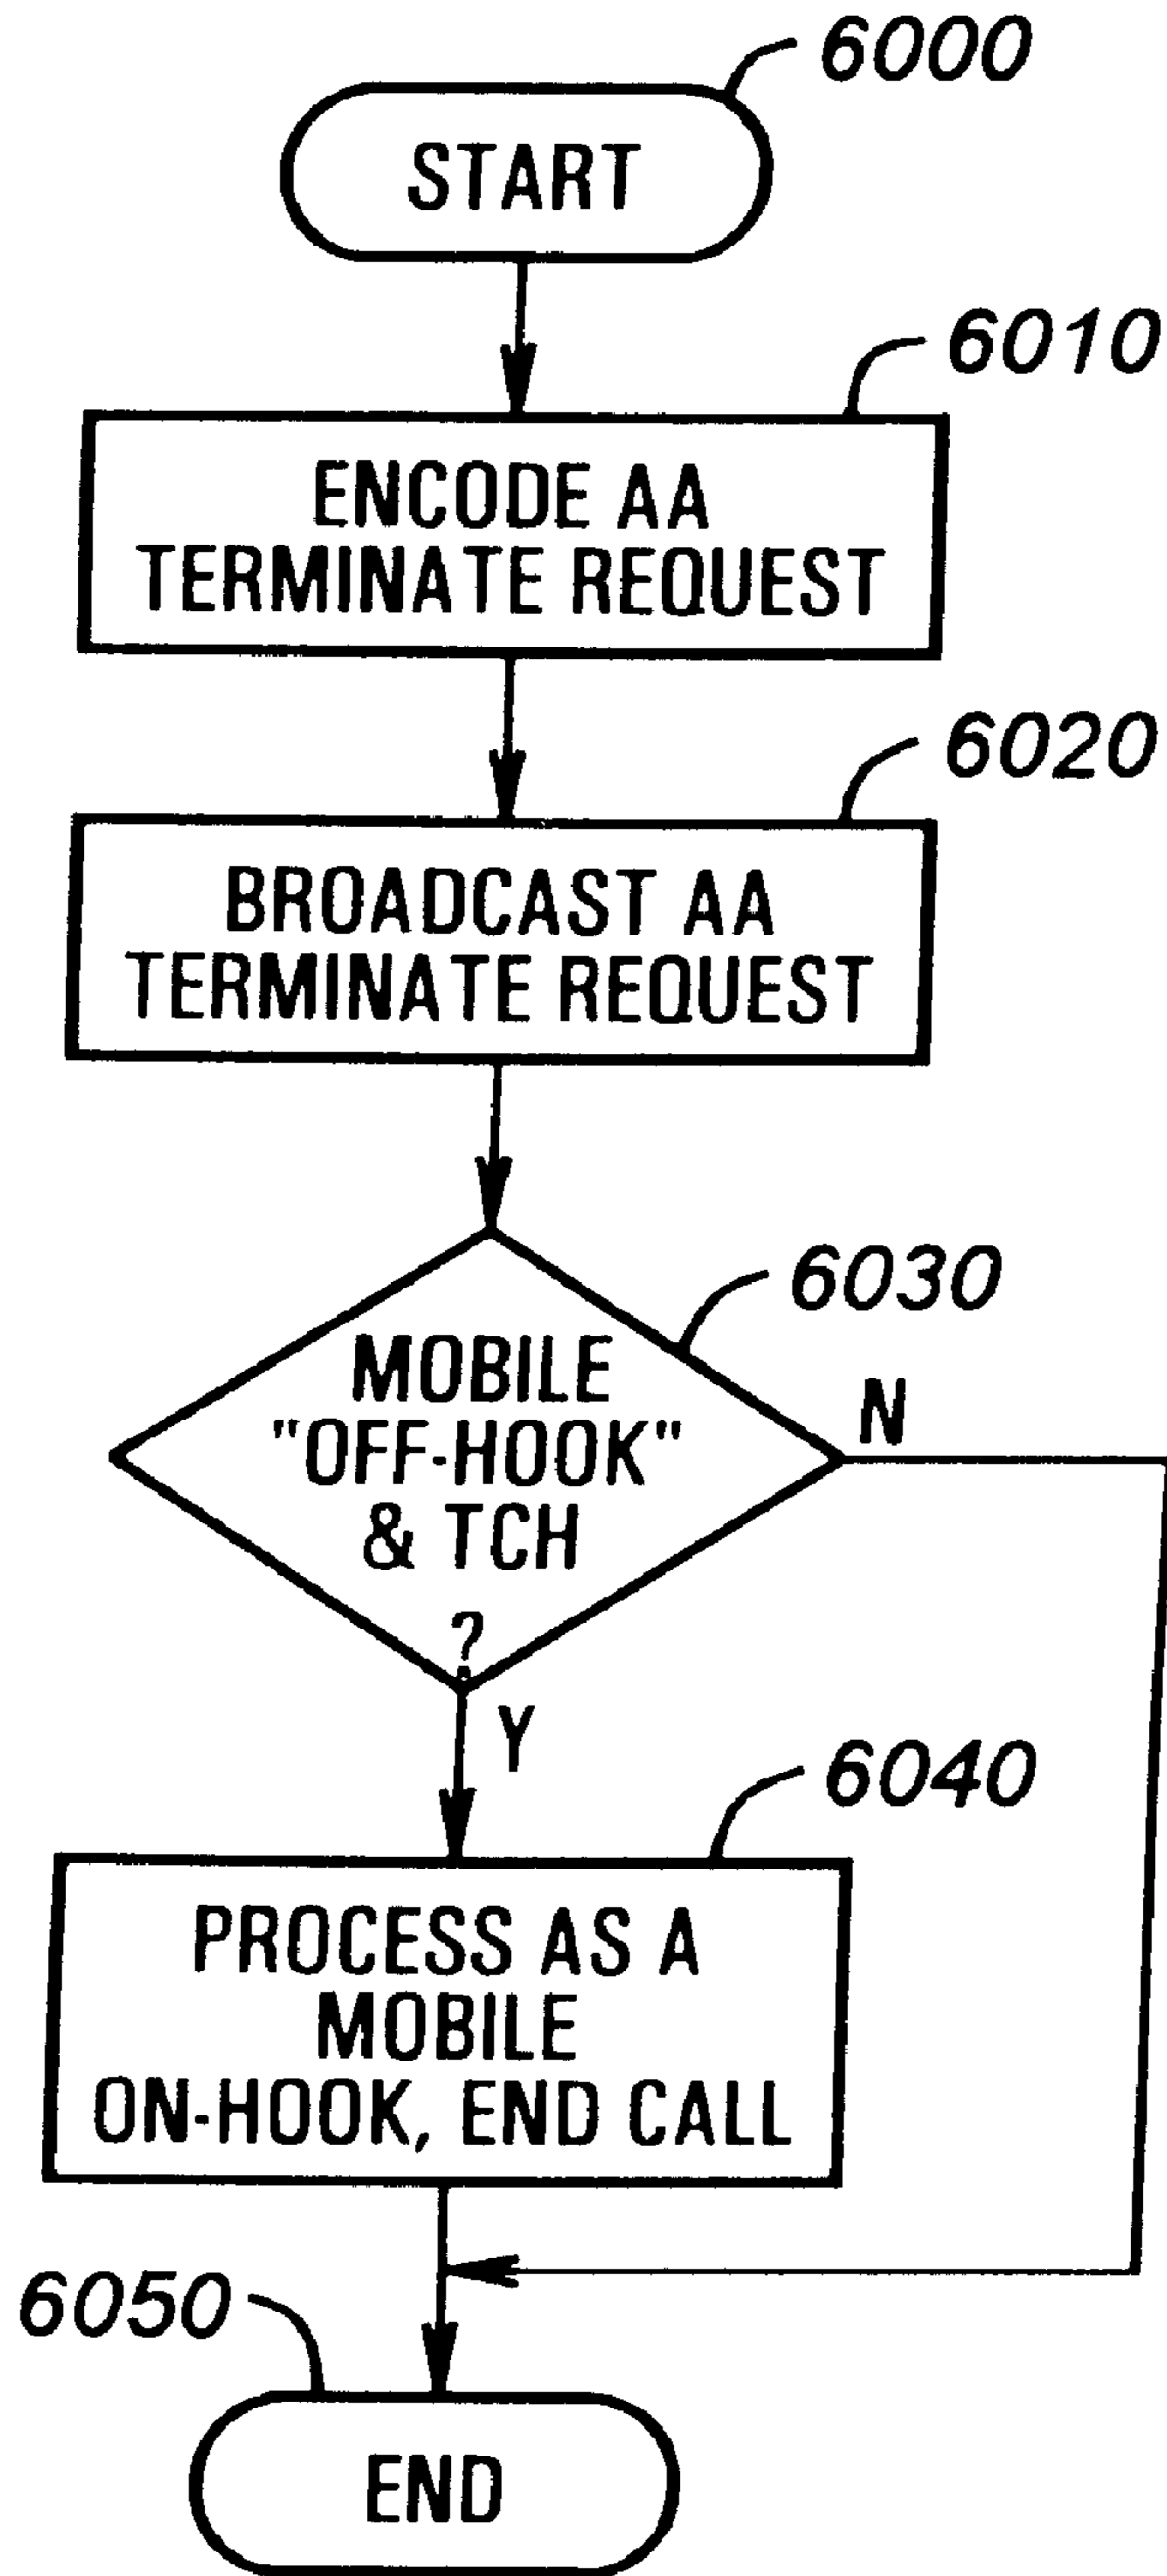 6000
START
6010
ENCODE AA
TERMINATE REQUEST
6020
BROADCAST AA
TERMINATE REQUEST
6030
MOBILE
"OFF-HOOK"
& TCH
?
N
Y
6040
PROCESS AS A
MOBILE
ON-HOOK, END CALL
6050
END